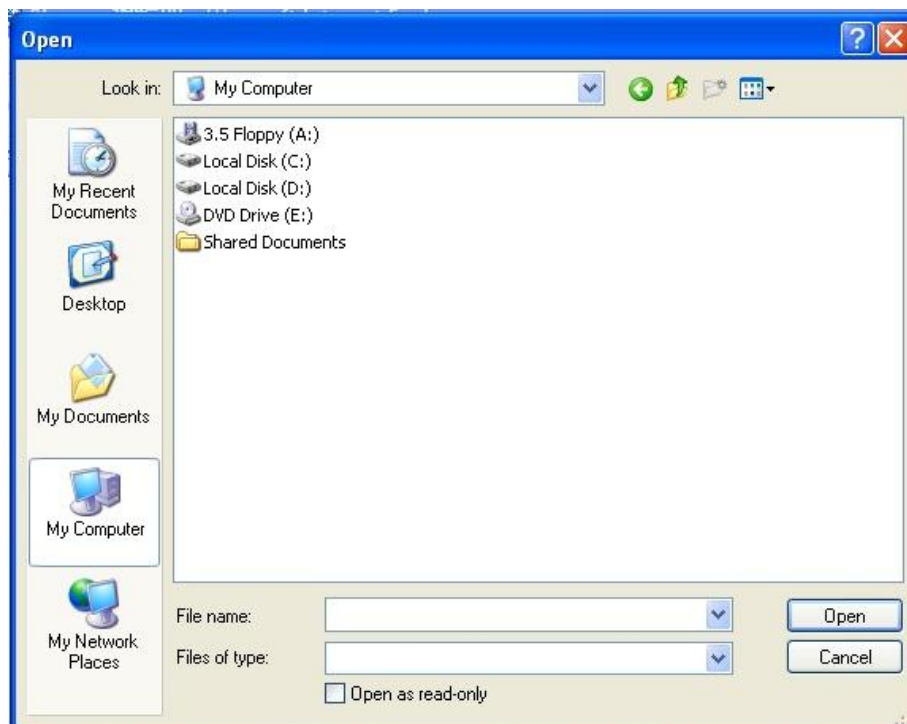 Open
Look in: My Computer
My Recent
Documents
Desktop
My Documents
My Computer
My Network
Places
3.5 Floppy (A:)
Local Disk (C:)
Local Disk (D:)
DVD Drive (E:)
Shared Documents
File name:
Open
Files of type:
Cancel
Open as read-only